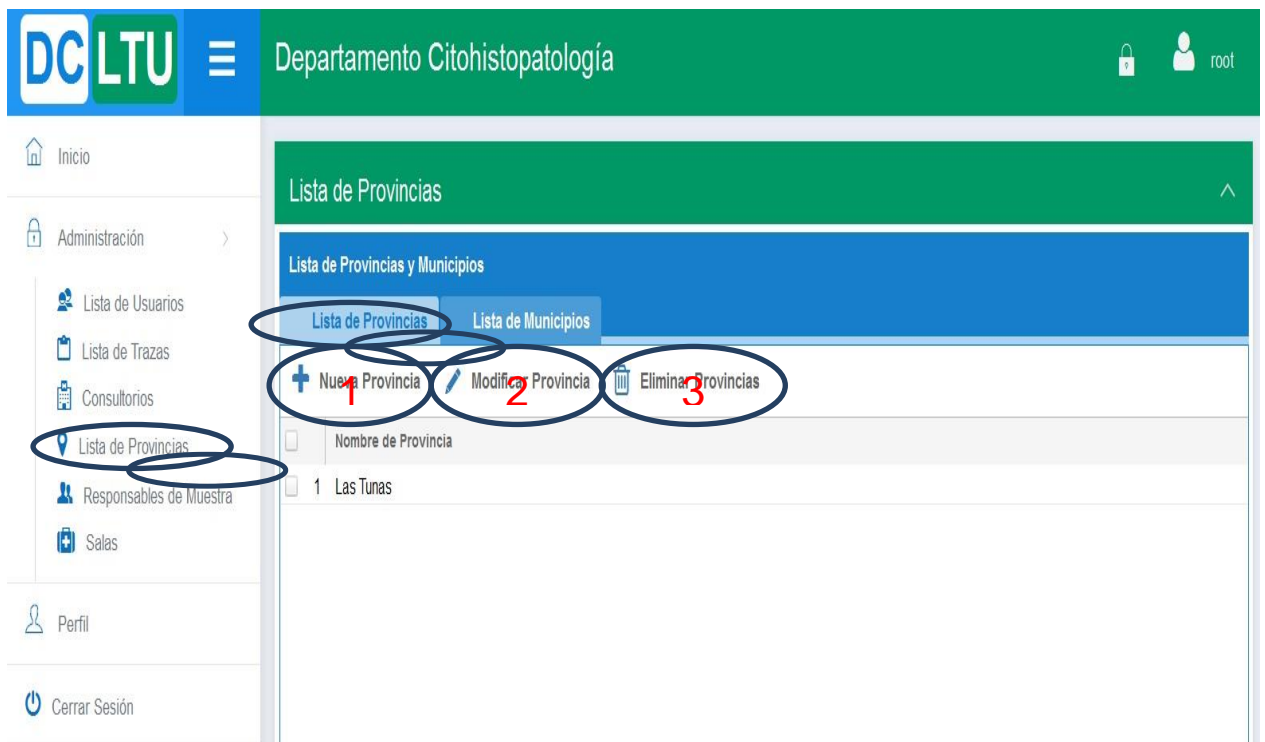 DC LTU
Departamento Citohistopatología
root
Inicio
Administración
Lista de Usuarios
Lista de Trazas
Consultorios
Lista de Provincias
Responsables de Muestra
Salas
Perfil
Cerrar Sesión
Lista de Provincias
Lista de Provincias y Municipios
Lista de Provincias Lista de Municipios
Nueva Provincia Modificar Provincia Eliminar Provincias
1 2 3
Nombre de Provincia
1 Las Tunas